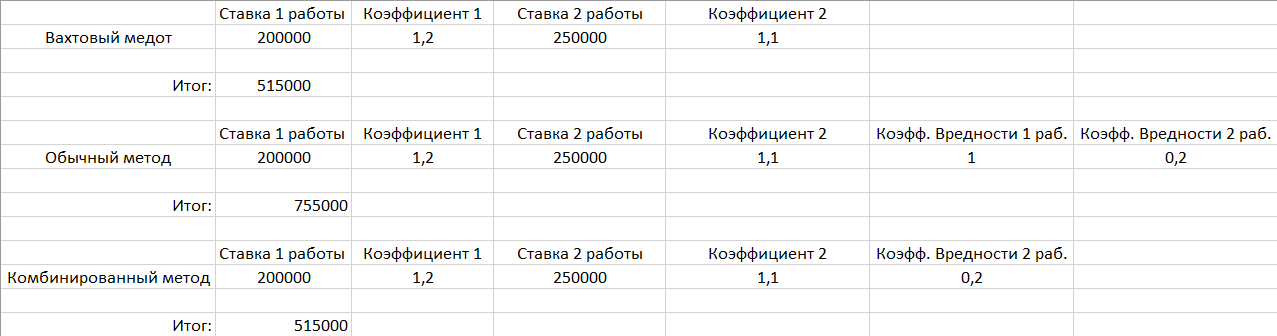 Ставка 1 работы Коэффициент 1 Ставка 2 работы Коэффициент 2
Вахтовый медот 200000 1,2 250000 1,1
Итог: 515000
Ставка 1 работы Коэффициент 1 Ставка 2 работы Коэффициент 2 Коэфф. Вредности 1 раб. Коэфф. Вредности 2 раб.
Обычный метод 200000 1,2 250000 1,1 1 0,2
Итог: 755000
Ставка 1 работы Коэффициент 1 Ставка 2 работы Коэффициент 2 Коэфф. Вредности 2 раб.
Комбинированный метод 200000 1,2 250000 1,1 0,2
Итог: 515000